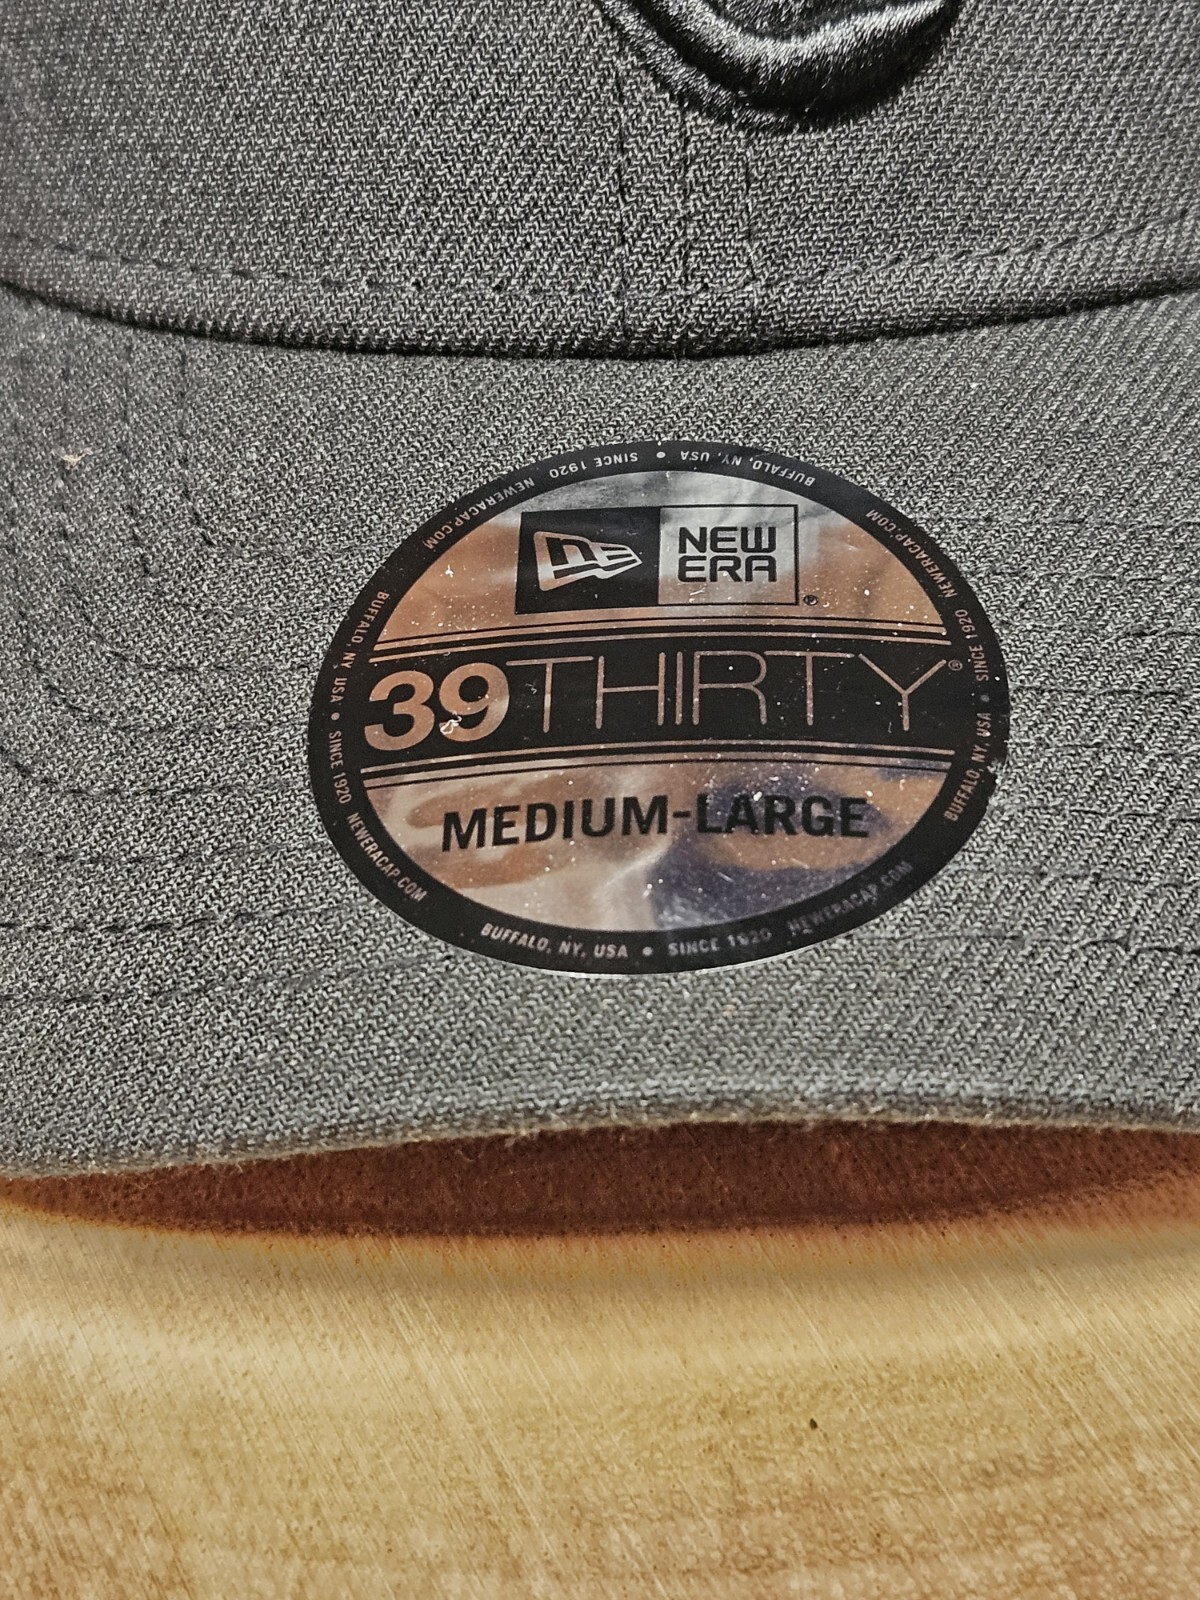 NEW
ERA
®
39THIRTY®
MEDIUM-LARGE
BUFFALO, NY, USA • SINCE 1920 NEWERACAP.COM
BUFFALO, NY, USA • SINCE 1920 NEWERACAP.COM
BUFFALO, NY, USA • SINCE 1920 NEWERACAP.COM
BUFFALO, NY, USA • SINCE 1920 NEWERACAP.COM